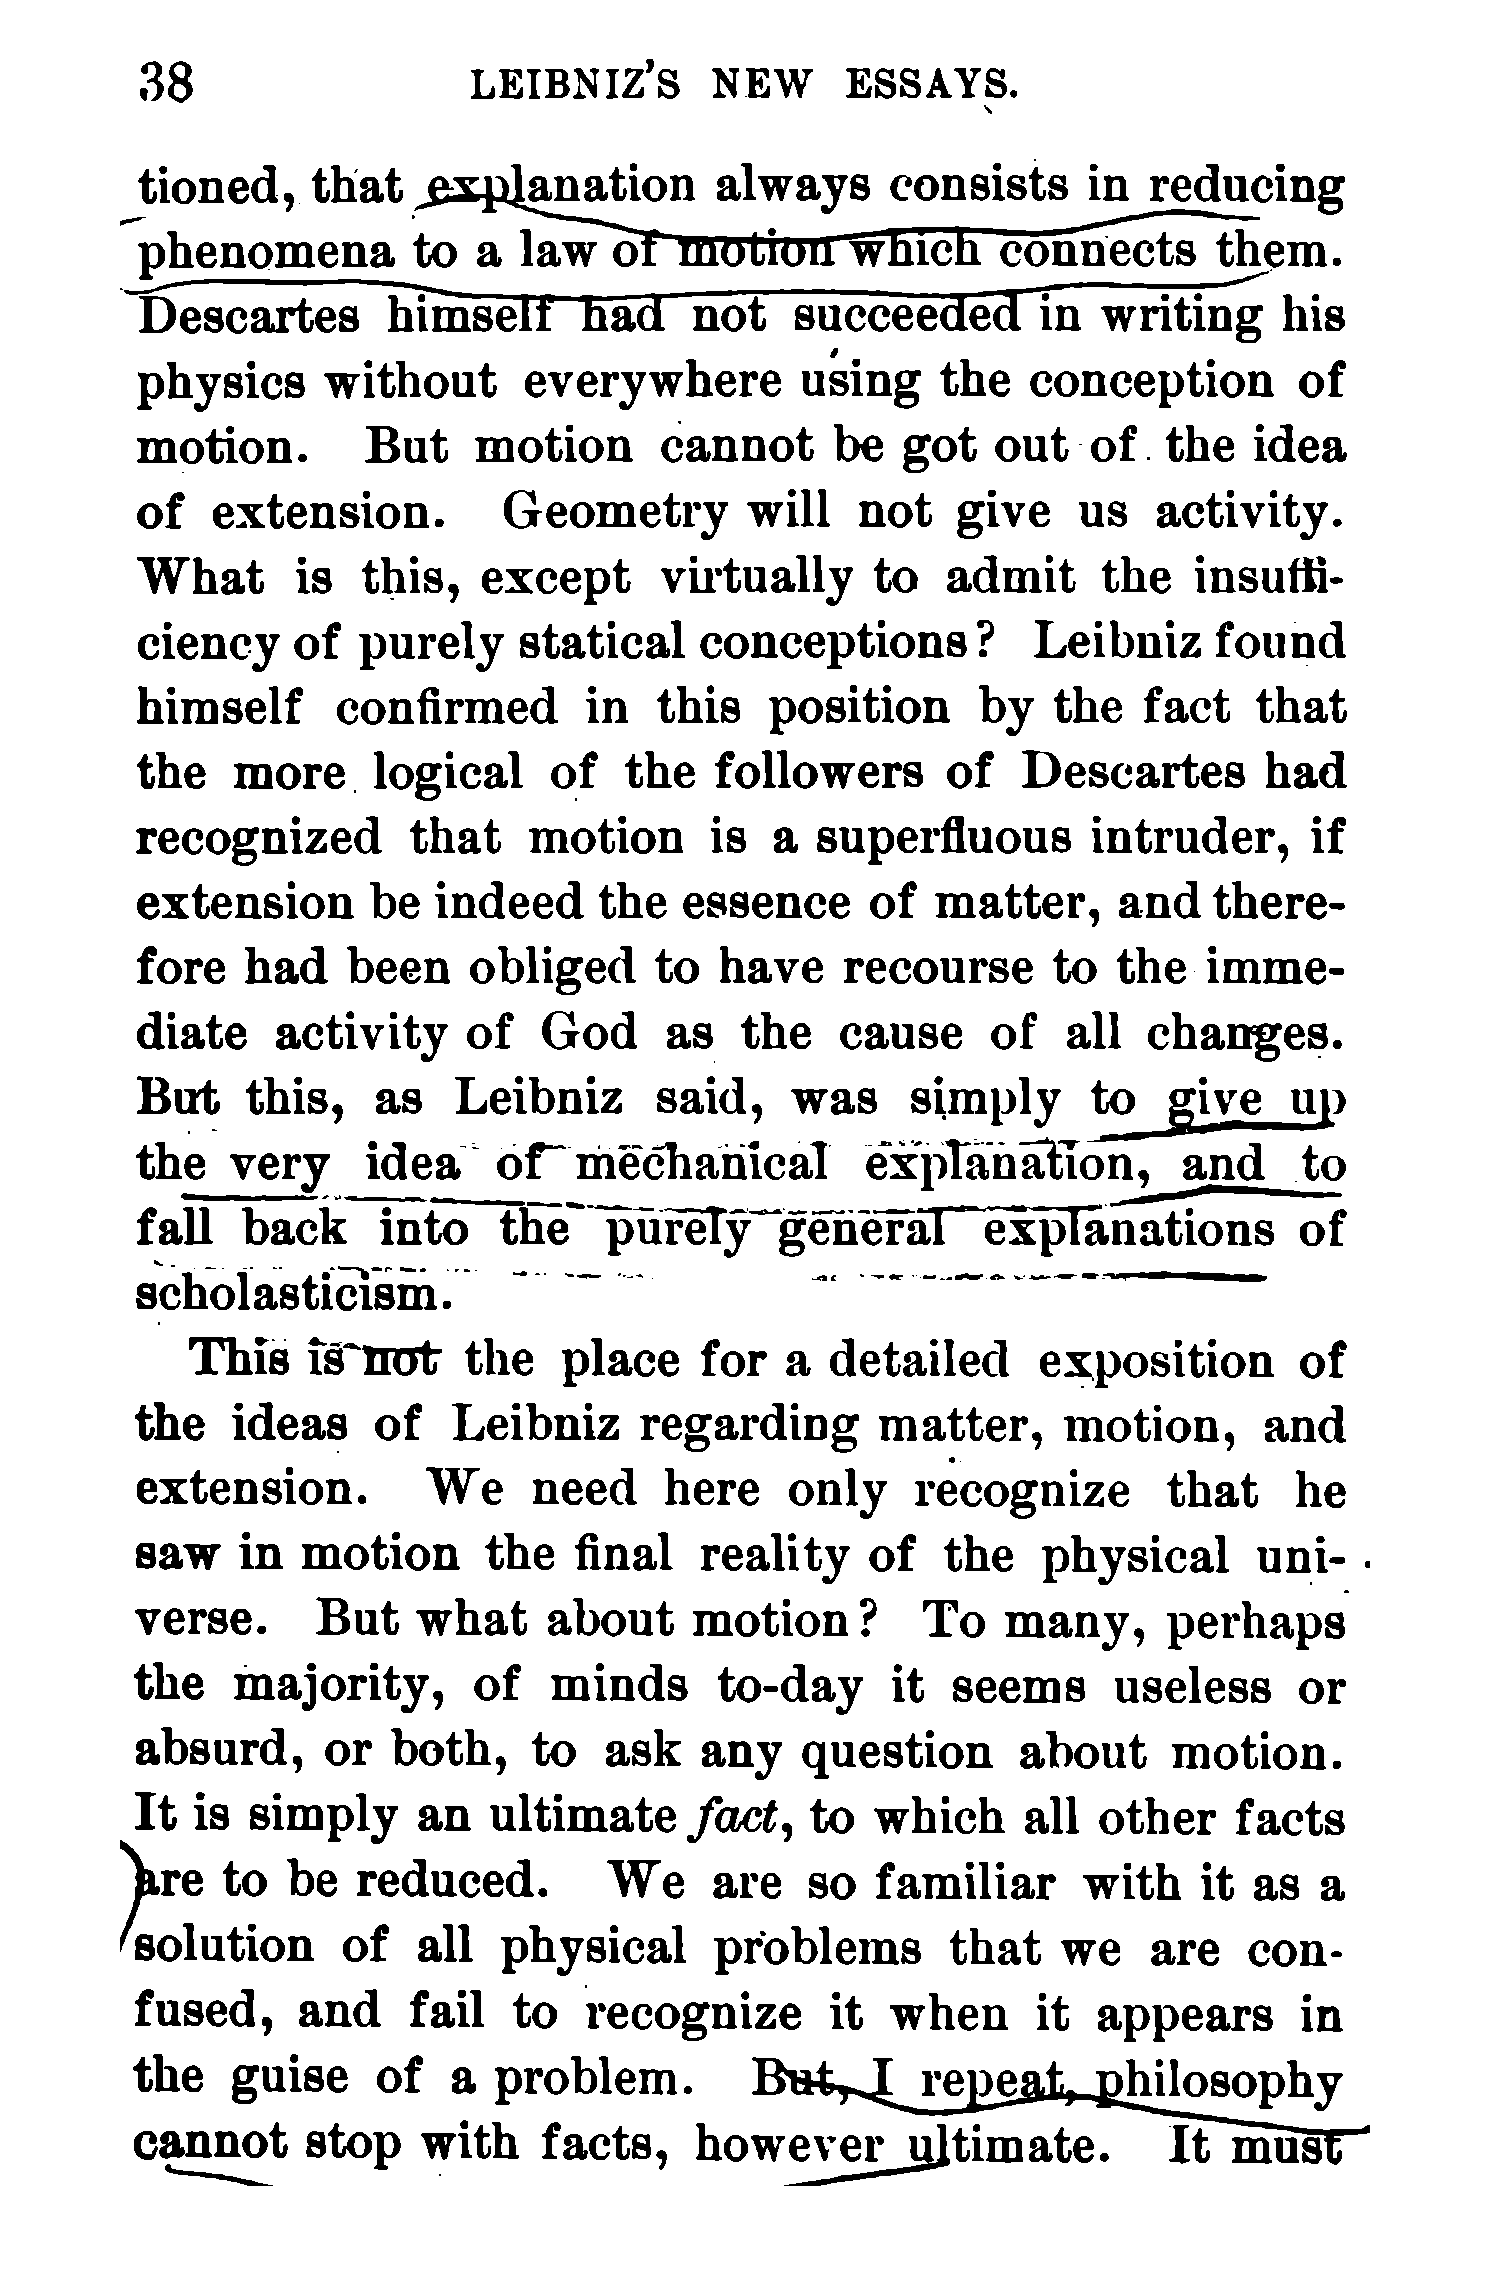 38 LEIBNIZ'S NEW ESSAYS.
tioned, that explanation always consists in reducing
phenomena to a law of motion which connects them.
Descartes himself had not succeeded in writing his
physics without everywhere using the conception of
motion. But motion cannot be got out of the idea
of extension. Geometry will not give us activity.
What is this, except virtually to admit the insuffi-
ciency of purely statical conceptions? Leibniz found
himself confirmed in this position by the fact that
the more logical of the followers of Descartes had
recognized that motion is a superfluous intruder, if
extension be indeed the essence of matter, and there-
fore had been obliged to have recourse to the imme-
diate activity of God as the cause of all changes.
But this, as Leibniz said, was simply to give up
the very idea of mechanical explanation, and to
fall back into the purely general explanations of
scholasticism.
This is not the place for a detailed exposition of
the ideas of Leibniz regarding matter, motion, and
extension. We need here only recognize that he
saw in motion the final reality of the physical uni-
verse. But what about motion? To many, perhaps
the majority, of minds to-day it seems useless or
absurd, or both, to ask any question about motion.
It is simply an ultimate fact, to which all other facts
are to be reduced. We are so familiar with it as a
solution of all physical problems that we are con-
fused, and fail to recognize it when it appears in
the guise of a problem. But, I repeat, philosophy
cannot stop with facts, however ultimate. It must